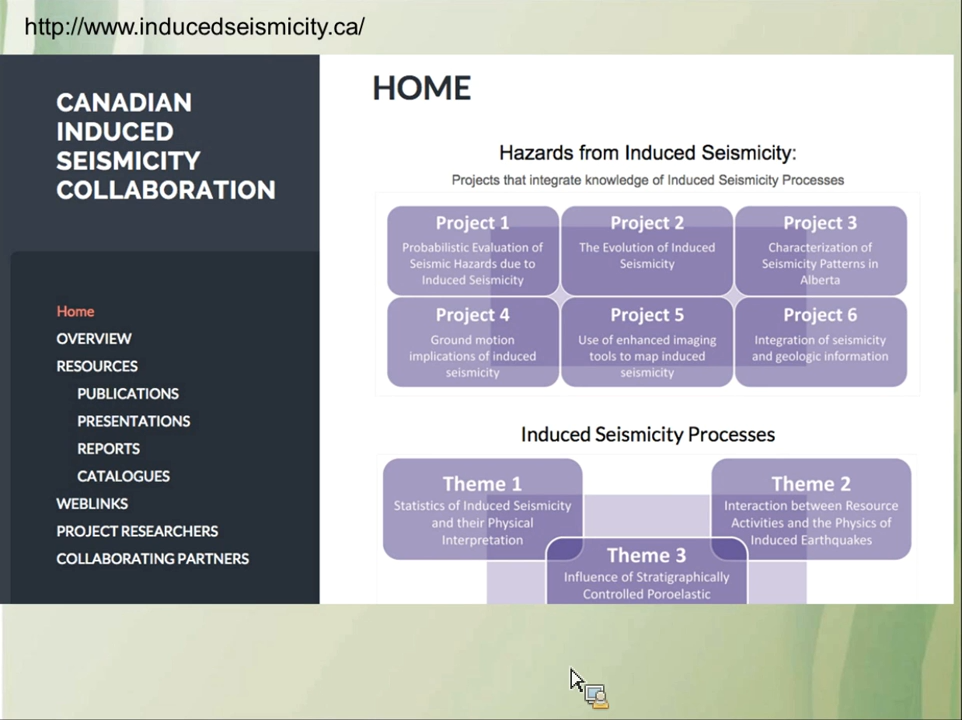 http://www.inducedseismicity.ca/
CANADIAN
INDUCED
SEISMICITY
COLLABORATION
Home
OVERVIEW
RESOURCES
PUBLICATIONS
PRESENTATIONS
REPORTS
CATALOGUES
WEBLINKS
PROJECT RESEARCHERS
COLLABORATING PARTNERS
HOME
Hazards from Induced Seismicity:
Projects that integrate knowledge of Induced Seismicity Processes
Project 1
Probabilistic Evaluation of
Seismic Hazards due to
Induced Seismicity
Project 2
The Evolution of Induced
Seismicity
Project 3
Characterization of
Seismicity Patterns in
Alberta
Project 4
Ground motion
implications of induced
seismicity
Project 5
Use of enhanced imaging
tools to map induced
seismicity
Project 6
Integration of seismicity
and geologic information
Induced Seismicity Processes
Theme 1
Statistics of Induced Seismicity
and their Physical
Interpretation
Theme 2
Interaction between Resource
Activities and the Physics of
Induced Earthquakes
Theme 3
Influence of Stratigraphically
Controlled Poroelastic